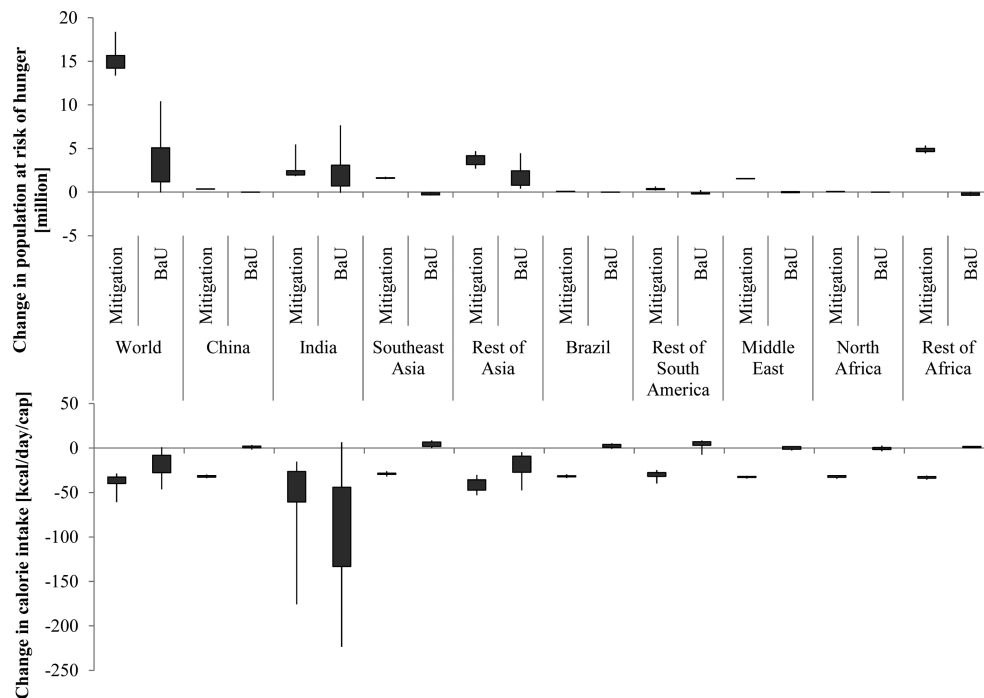 Change in population at risk of hunger
[million]
20
15
10
5
0
-5
Mitigation
BaU
Mitigation
BaU
Mitigation
BaU
Mitigation
BaU
Mitigation
BaU
Mitigation
BaU
Mitigation
BaU
Mitigation
BaU
Mitigation
BaU
Mitigation
BaU
World
China
India
Southeast
Asia
Rest of
Asia
Brazil
Rest of
South
America
Middle
East
North
Africa
Rest of
Africa
Change in calorie intake [kcal/day/cap]
50
0
-50
-100
-150
-200
-250